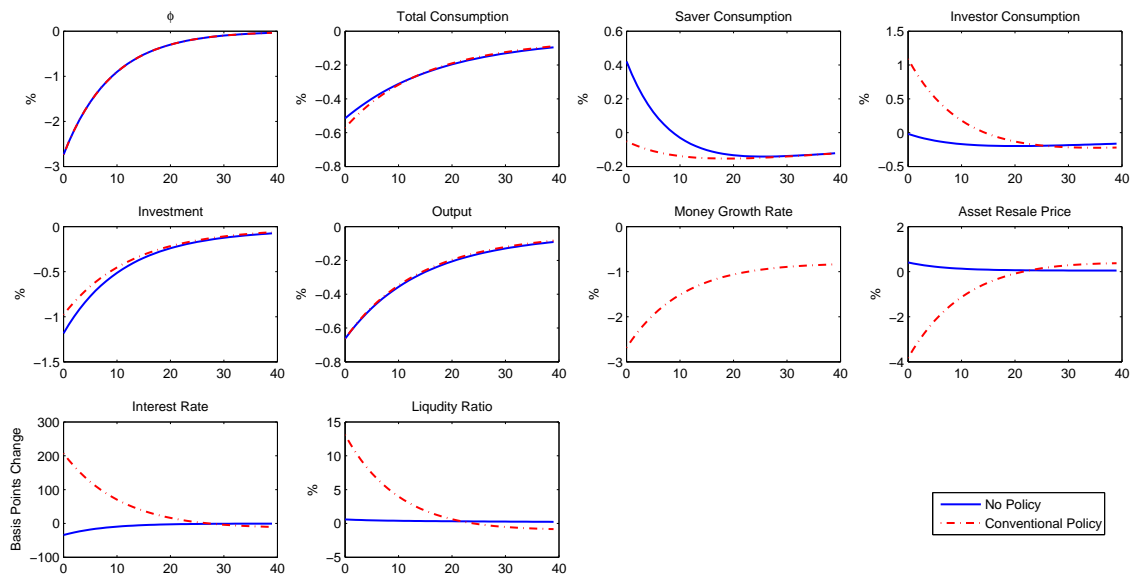 ϕ
Total Consumption
Saver Consumption
Investor Consumption
0
−1
−2
−3
%
0 10 20 30 40
0
−0.2
−0.4
−0.6
−0.8
%
0 10 20 30 40
0.6
0.4
0.2
0
−0.2
%
0 10 20 30 40
1.5
1
0.5
0
−0.5
%
0 10 20 30 40
Investment
Output
Money Growth Rate
Asset Resale Price
0
−0.5
−1
−1.5
%
0 10 20 30 40
0
−0.2
−0.4
−0.6
−0.8
%
0 10 20 30 40
0
−1
−2
−3
%
0 10 20 30 40
2
0
−2
−4
%
0 10 20 30 40
Interest Rate
Liqudity Ratio
300
200
100
0
−100
Basis Points Change
0 10 20 30 40
15
10
5
0
−5
%
0 10 20 30 40
No Policy
Conventional Policy